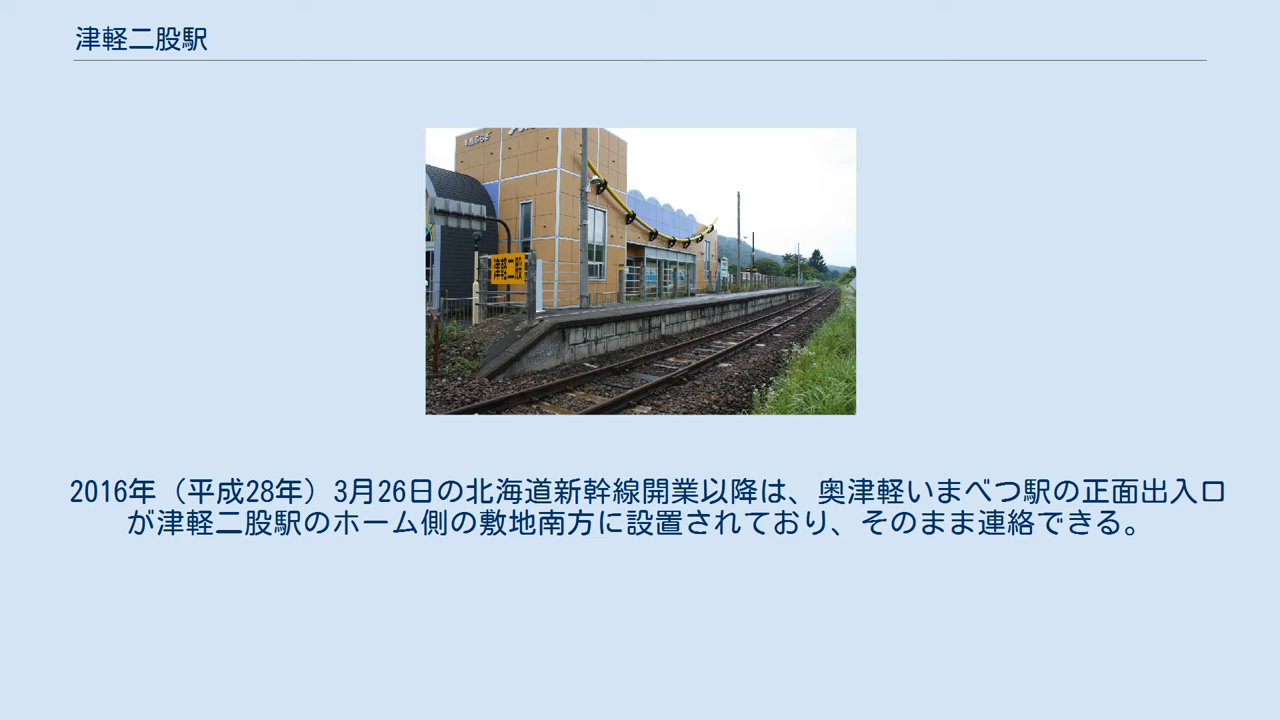 津軽二股駅
津軽二股
2016年（平成28年）3月26日の北海道新幹線開業以降は、奥津軽いまべつ駅の正面出入口
が津軽二股駅のホーム側の敷地南方に設置されており、そのまま連絡できる。